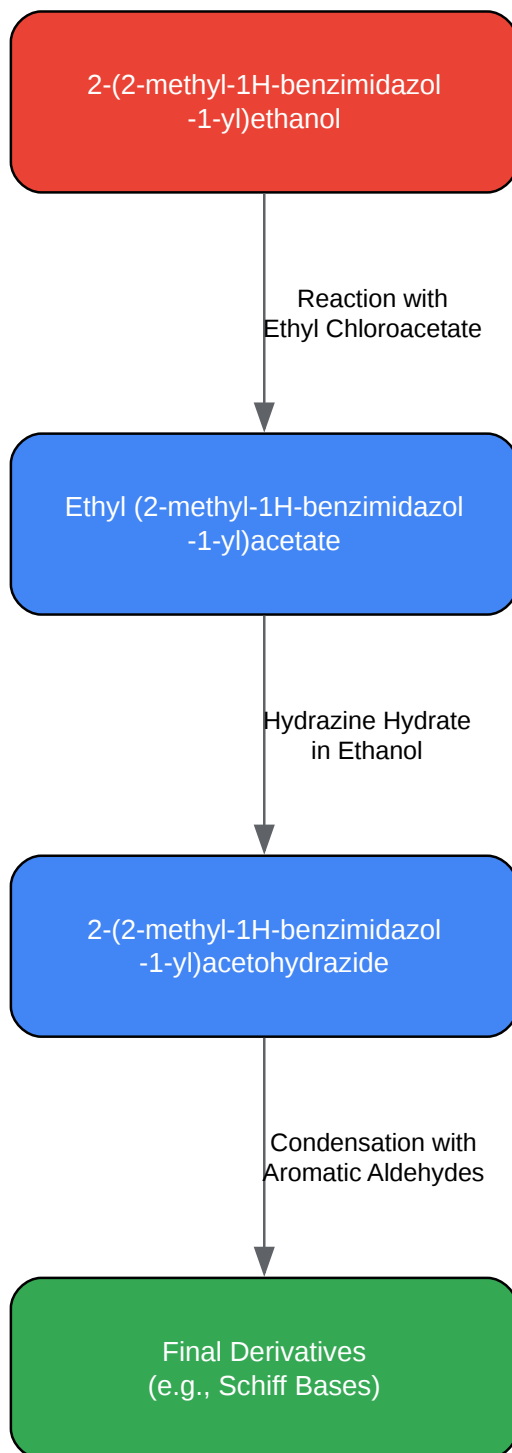 2-(2-methyl-1H-benzimidazol
-1-yl)ethanol
Reaction with
Ethyl Chloroacetate
Ethyl (2-methyl-1H-benzimidazol
-1-yl)acetate
Hydrazine Hydrate
in Ethanol
2-(2-methyl-1H-benzimidazol
-1-yl)acetohydrazide
Condensation with
Aromatic Aldehydes
Final Derivatives
(e.g., Schiff Bases)